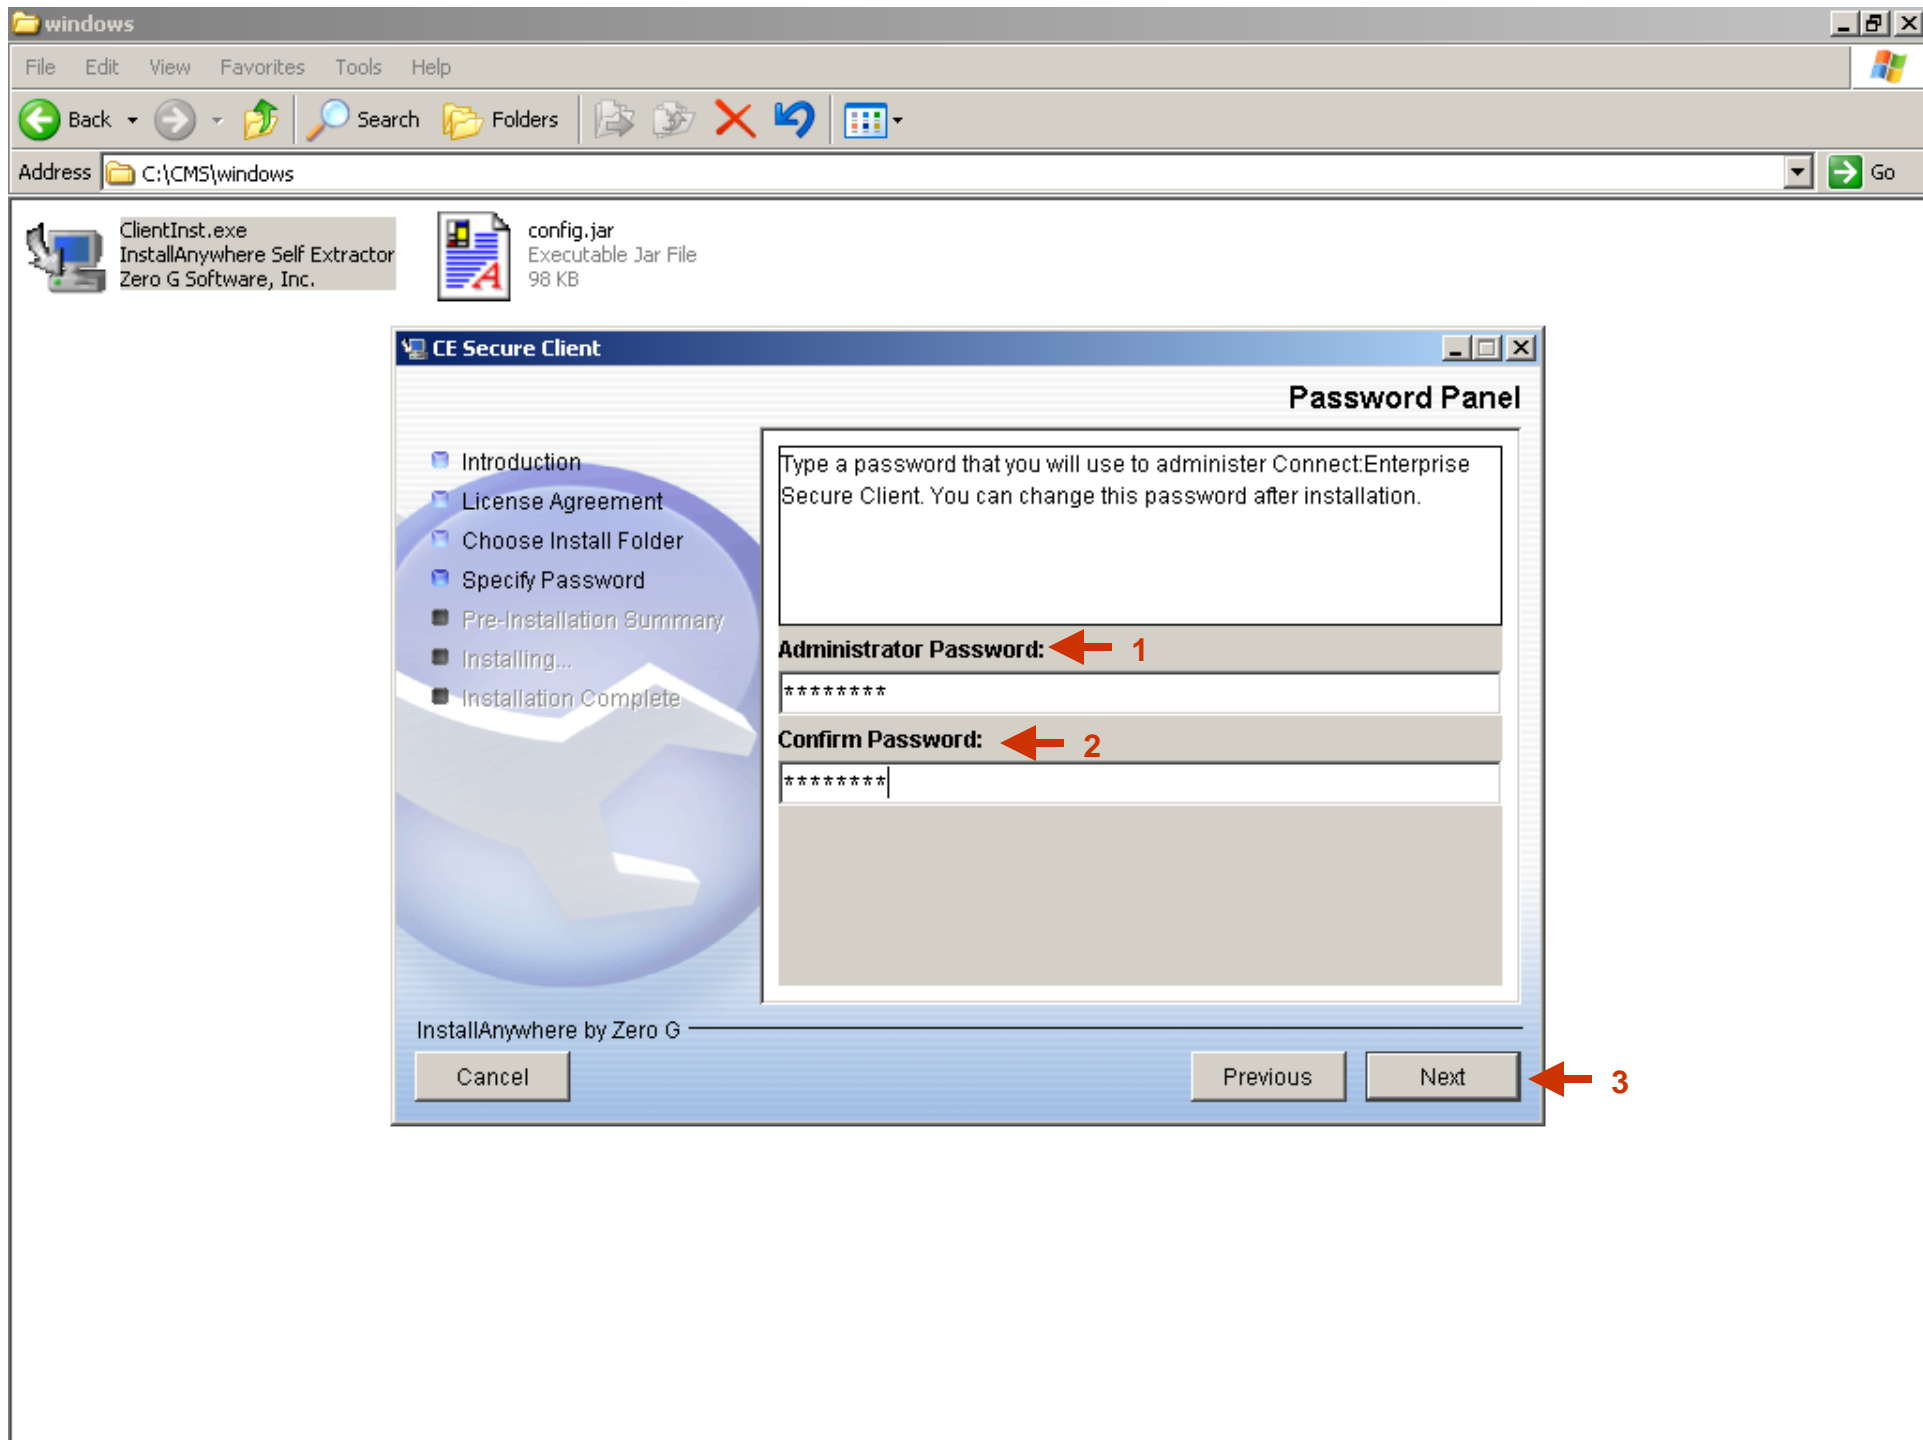 windows
File Edit View Favorites Tools Help
Back Search Folders
Address C:\CMS\windows Go
ClientInst.exe
InstallAnywhere Self Extractor
Zero G Software, Inc.
config.jar
Executable Jar File
98 KB
CE Secure Client
Password Panel
Introduction
License Agreement
Choose Install Folder
Specify Password
Pre-Installation Summary
Installing...
Installation Complete
Type a password that you will use to administer Connect:Enterprise
Secure Client. You can change this password after installation.
Administrator Password: 1
********
Confirm Password: 2
********
InstallAnywhere by Zero G
Cancel Previous Next 3